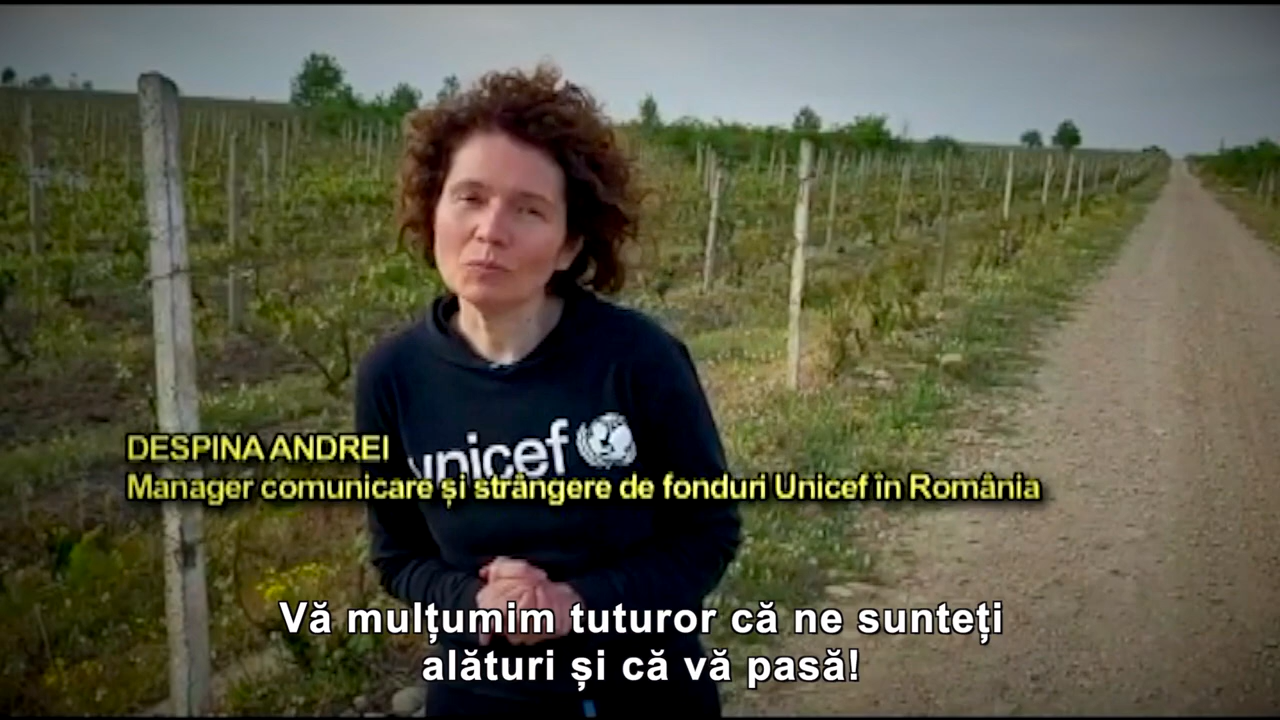 DESPINA ANDREI
unicef
Manager comunicare și strângere de fonduri Unicef în România
Vă mulțumim tuturor că ne sunteți
alături și că vă pasă!